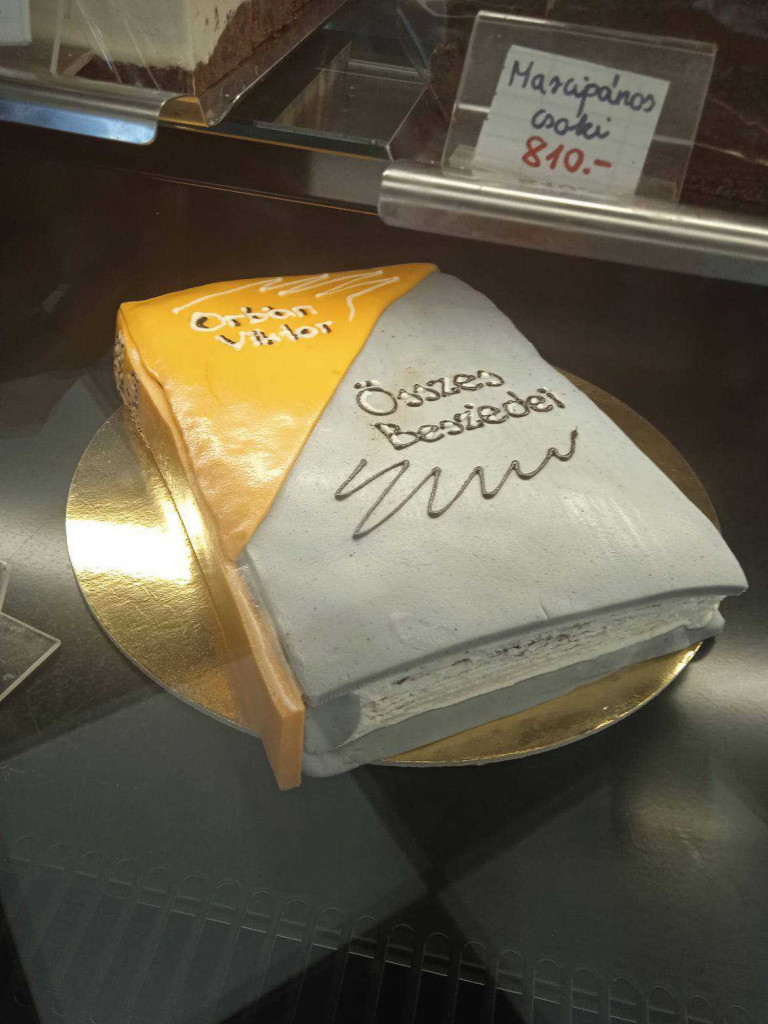 Marcipános
csoki
810.-
Orbán
Viktor
Összes
Beszédei